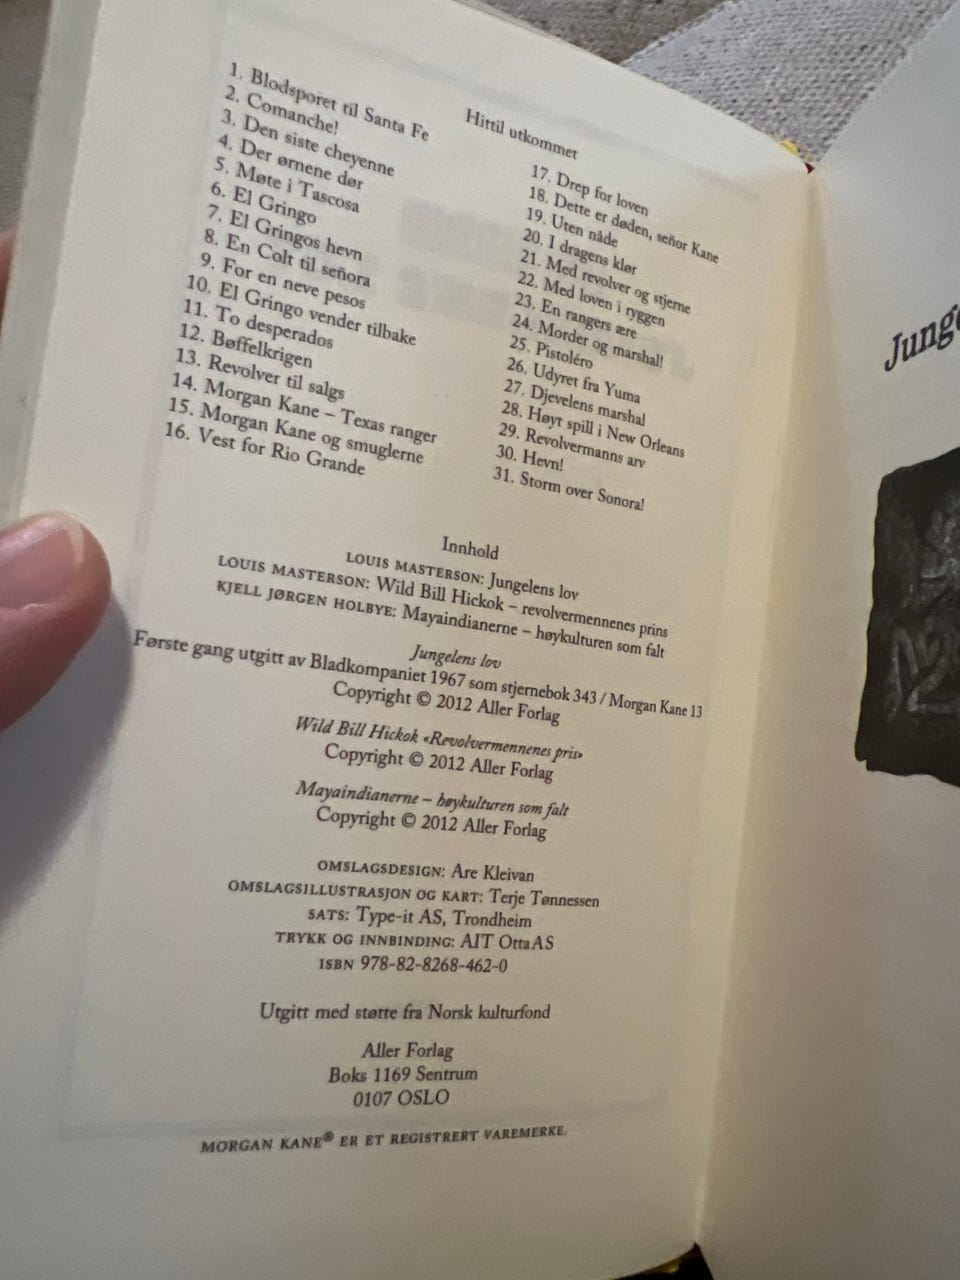 Hittil utkommet
1. Blodsporet til Santa Fe
2. Comanche!
3. Den siste cheyenne
4. Der ørnene dør
5. Møte i Tascosa
6. El Gringo
7. El Gringos hevn
8. En Colt til señora
9. For en neve pesos
10. El Gringo vender tilbake
11. To desperados
12. Bøffelkrigen
13. Revolver til salgs
14. Morgan Kane – Texas ranger
15. Morgan Kane og smuglerne
16. Vest for Rio Grande
17. Drep for loven
18. Dette er døden, señor Kane
19. Uten nåde
20. I dragens klør
21. Med revolver og stjerne
22. Med loven i ryggen
23. En rangers ære
24. Morder og marshal!
25. Pistoléro
26. Udyret fra Yuma
27. Djevelens marshal
28. Høyt spill i New Orleans
29. Revolvermanns arv
30. Hevn!
31. Storm over Sonora!
Innhold
LOUIS MASTERSON: Jungelens lov
LOUIS MASTERSON: Wild Bill Hickok – revolvermennenes prins
KJELL JØRGEN HOLBYE: Mayaindianerne – høykulturen som falt
Jungelens lov
Første gang utgitt av Bladkompaniet 1967 som stjernebok 343 / Morgan Kane 13
Copyright © 2012 Aller Forlag
Wild Bill Hickok «Revolvermennenes pris»
Copyright © 2012 Aller Forlag
Mayaindianerne – høykulturen som falt
Copyright © 2012 Aller Forlag
OMSLAGSDESIGN: Are Kleivan
OMSLAGSILLUSTRASJON OG KART: Terje Tønnessen
SATS: Type-it AS, Trondheim
TRYKK OG INNBINDING: AIT Otta AS
ISBN 978-82-8268-462-0
Utgitt med støtte fra Norsk kulturfond
Aller Forlag
Boks 1169 Sentrum
0107 OSLO
MORGAN KANE® ER ET REGISTRERT VAREMERKE.